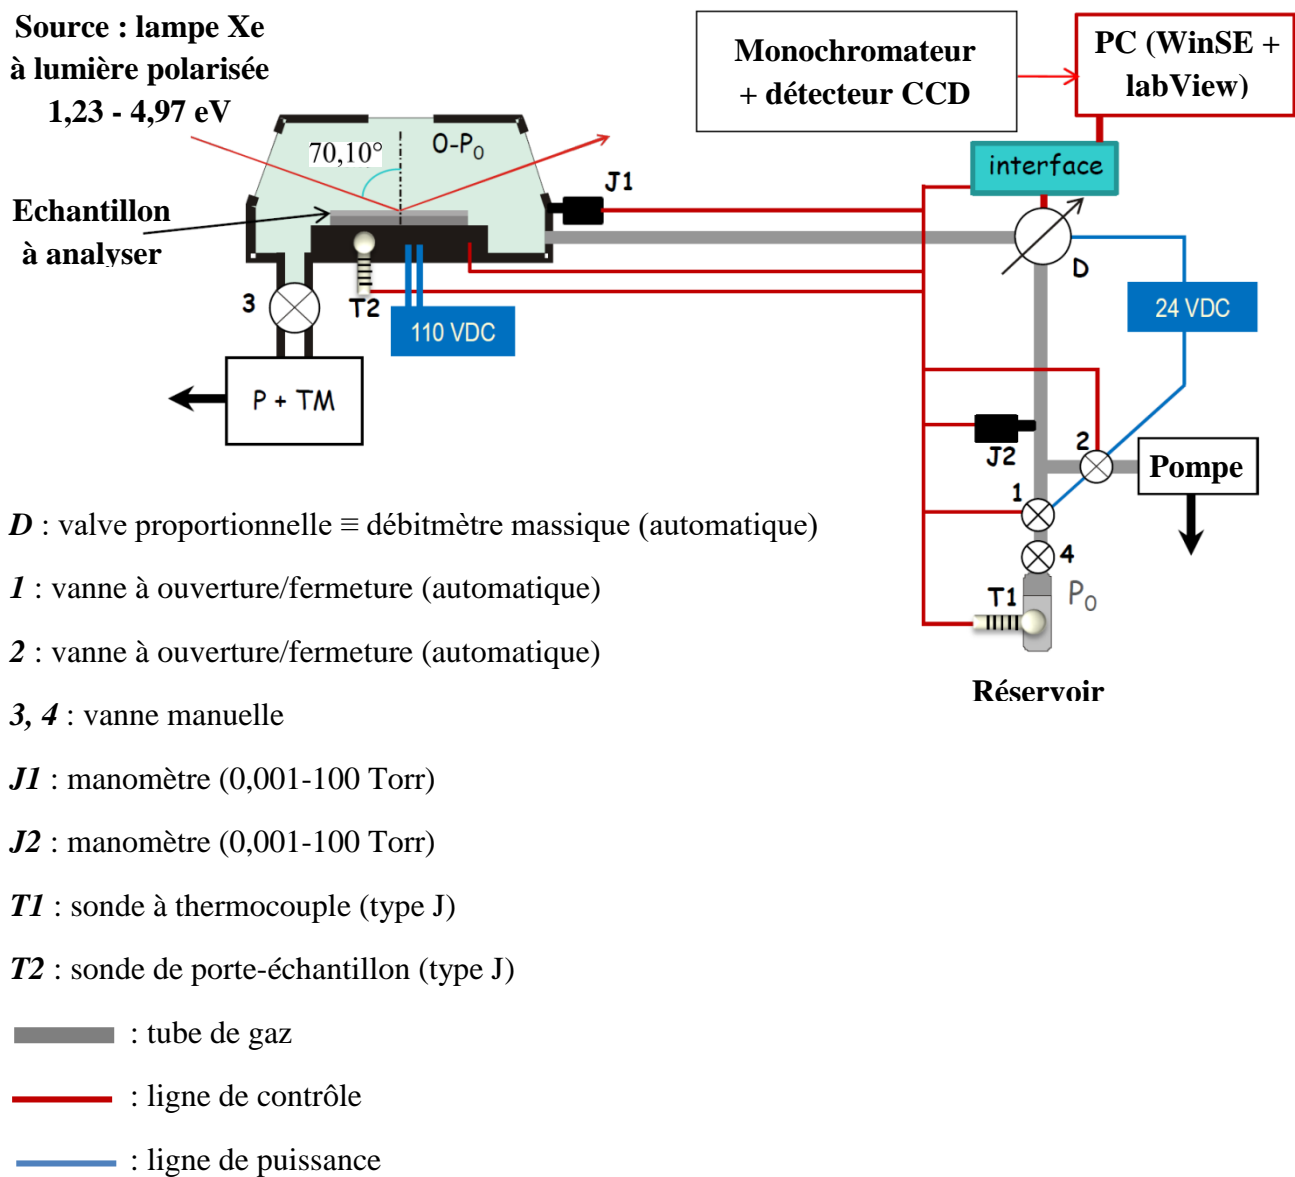 Source : lampe Xe
à lumière polarisée
1,23 - 4,97 eV
Monochromateur
+ détecteur CCD
PC (WinSE +
labView)
70,10°
O-P₀
interface
J1
Echantillon
à analyser
D
3
T2
110 VDC
24 VDC
P + TM
J2
2
Pompe
1
4
T1
P₀
Réservoir
D : valve proportionnelle ≡ débitmètre massique (automatique)
1 : vanne à ouverture/fermeture (automatique)
2 : vanne à ouverture/fermeture (automatique)
3, 4 : vanne manuelle
J1 : manomètre (0,001-100 Torr)
J2 : manomètre (0,001-100 Torr)
T1 : sonde à thermocouple (type J)
T2 : sonde de porte-échantillon (type J)
: tube de gaz
: ligne de contrôle
: ligne de puissance